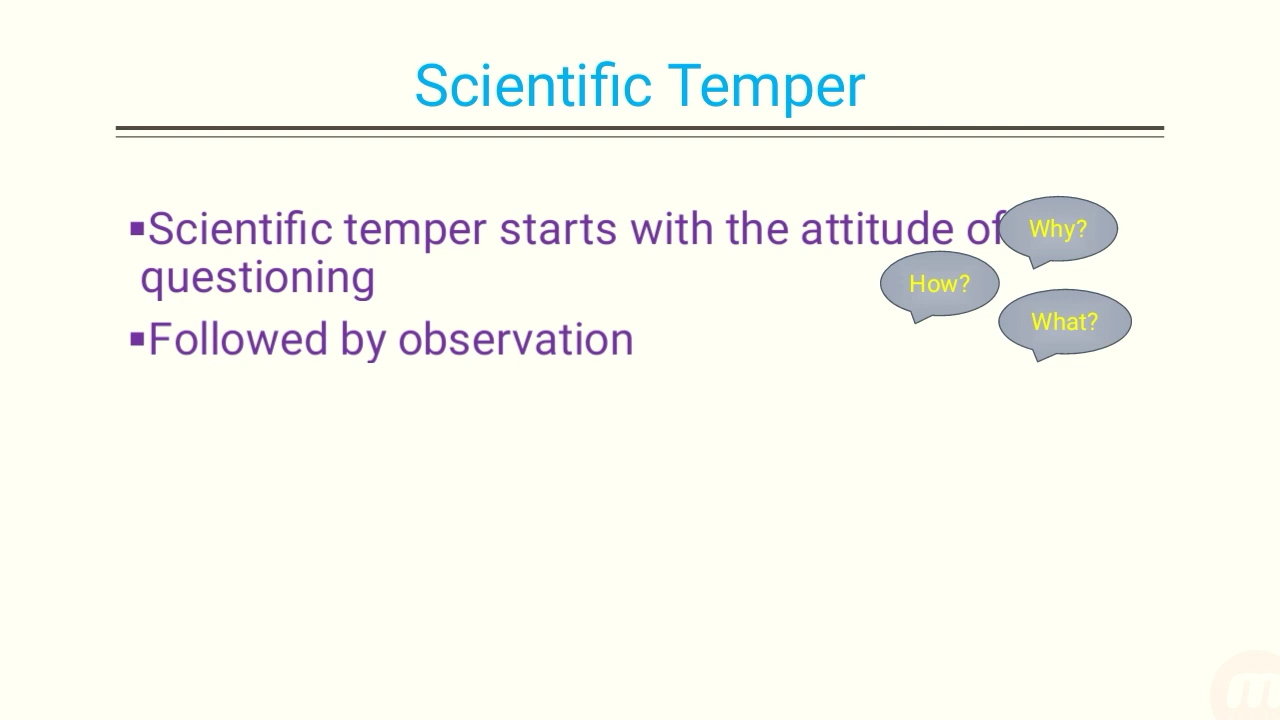 Scientific Temper
▪Scientific temper starts with the attitude of
questioning
▪Followed by observation
Why?
How?
What?
m